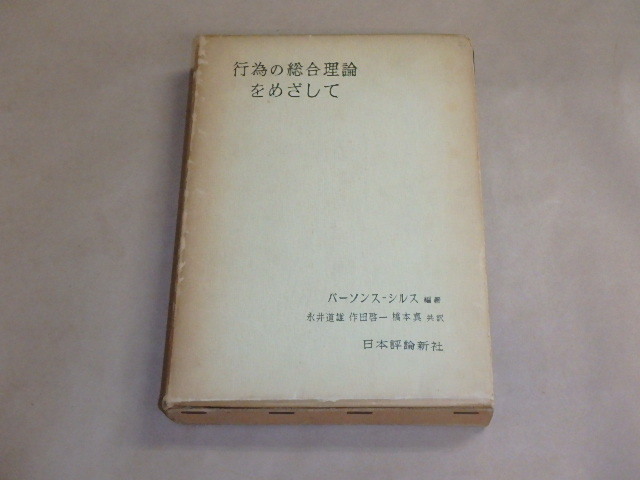 行為の総合理論
をめざして
パーソンス-シルス 編著
永井道雄 作田啓一 橋本真 共訳
日本評論新社